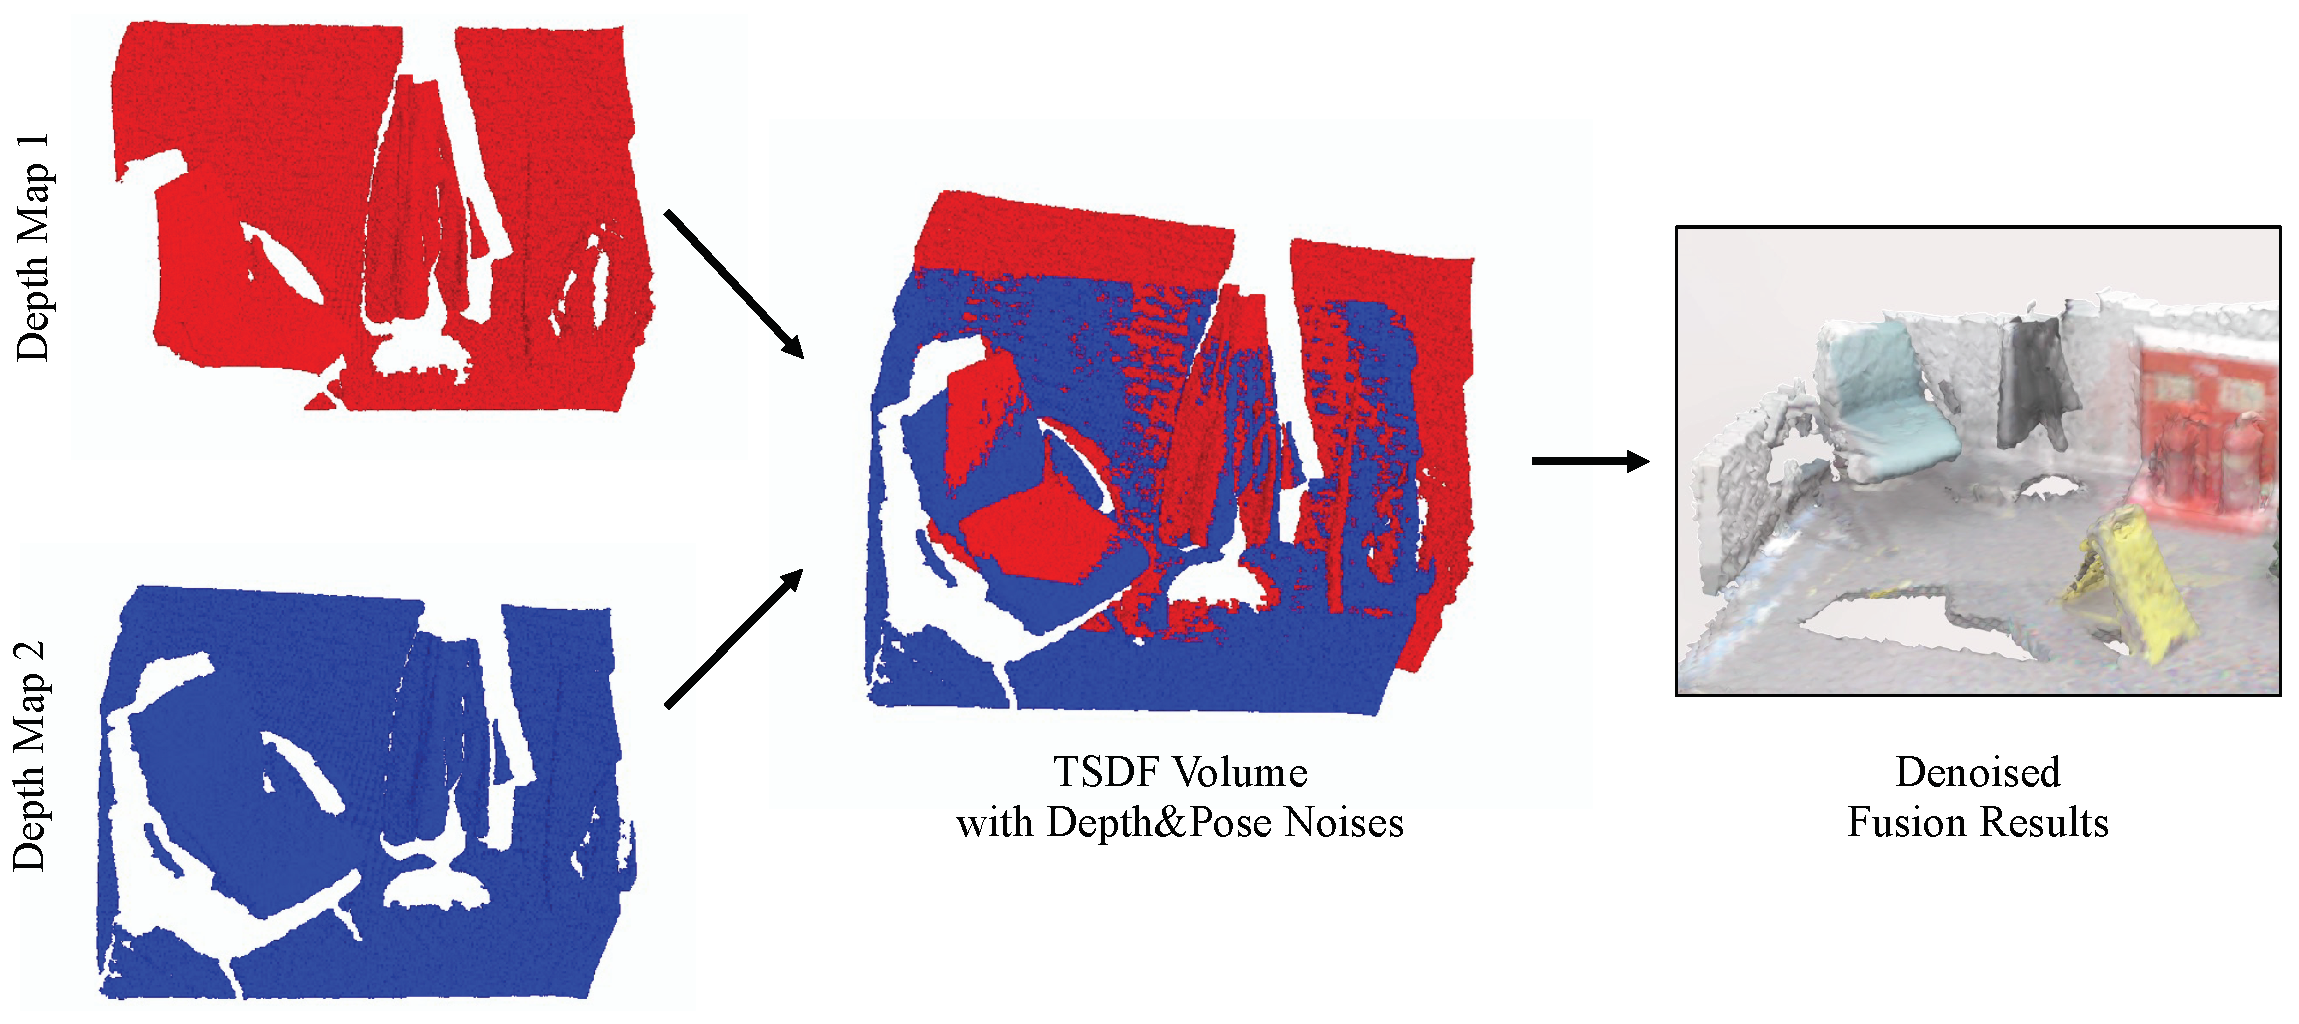 Depth Map 1
Depth Map 2
TSDF Volume
with Depth&Pose Noises
Denoised
Fusion Results